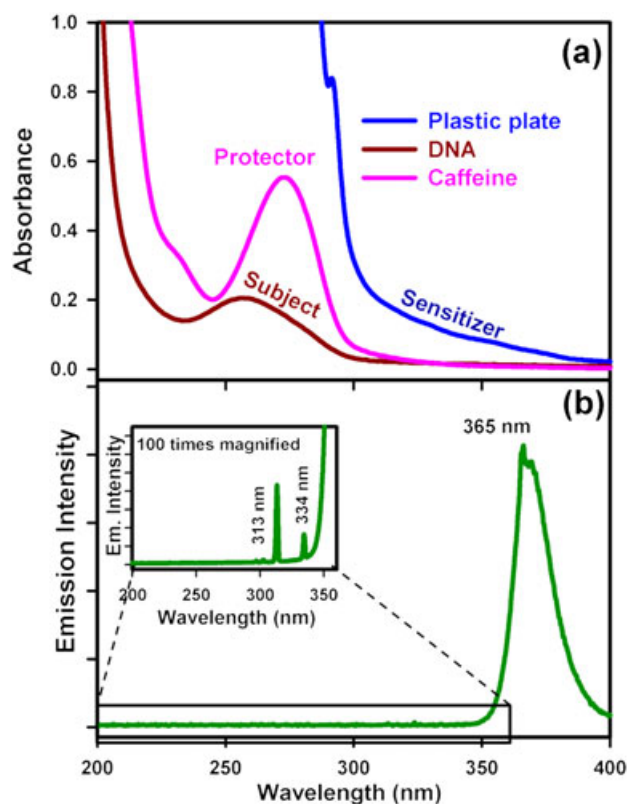 (a)
1.0
0.8
0.6
0.4
0.2
0.0
Absorbance
Plastic plate
DNA
Caffeine
Protector
Subject
Sensitizer
(b)
365 nm
Emission Intensity
100 times magnified
Em. Intensity
313 nm
334 nm
200 250 300 350
Wavelength (nm)
200 250 300 350 400
Wavelength (nm)